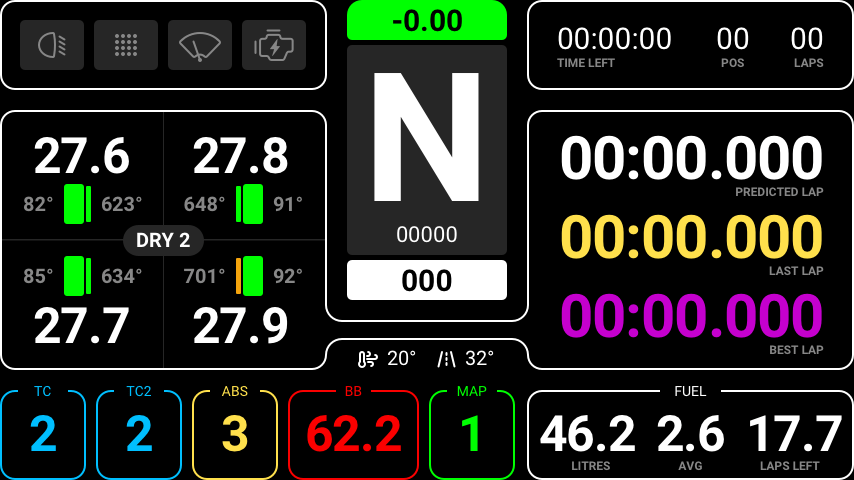 -0.00
00:00:00 00 00
TIME LEFT POS LAPS
N
00000
000
27.6 27.8
82° 623° 648° 91°
DRY 2
85° 634° 701° 92°
27.7 27.9
00:00.000
PREDICTED LAP
00:00.000
LAST LAP
00:00.000
BEST LAP
20° 32°
TC TC2 ABS BB MAP FUEL
2 2 3 62.2 1 46.2 2.6 17.7
LITRES AVG LAPS LEFT